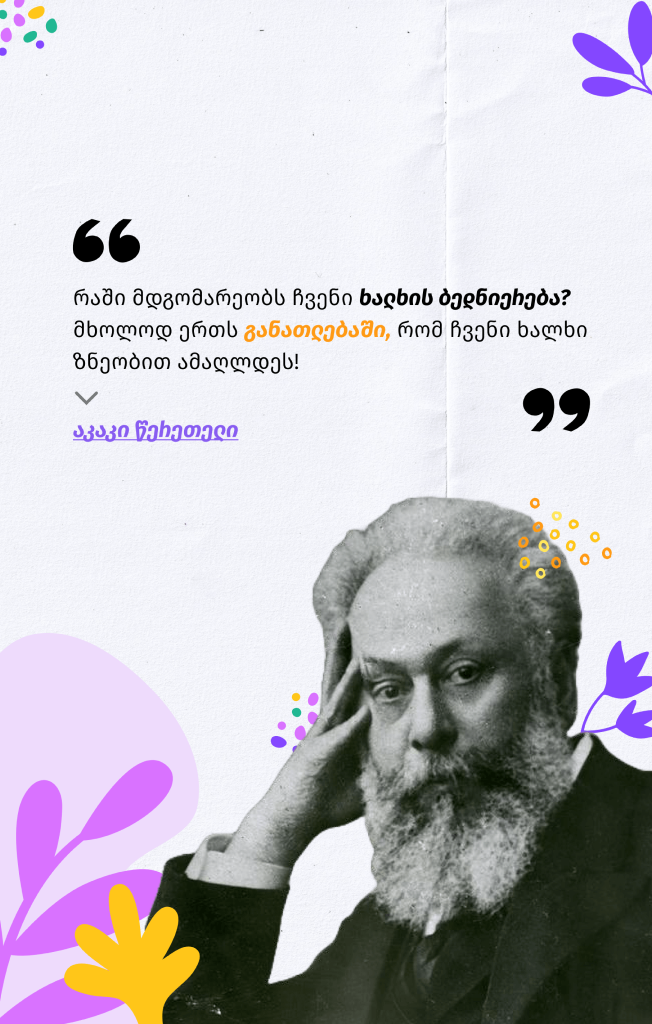 რაში მდგომარეობს ჩვენი ხალხის ბედნიერება?
მხოლოდ ერთს განათლებაში, რომ ჩვენი ხალხი
ზნეობით ამაღლდეს!
აკაკი წერეთელი